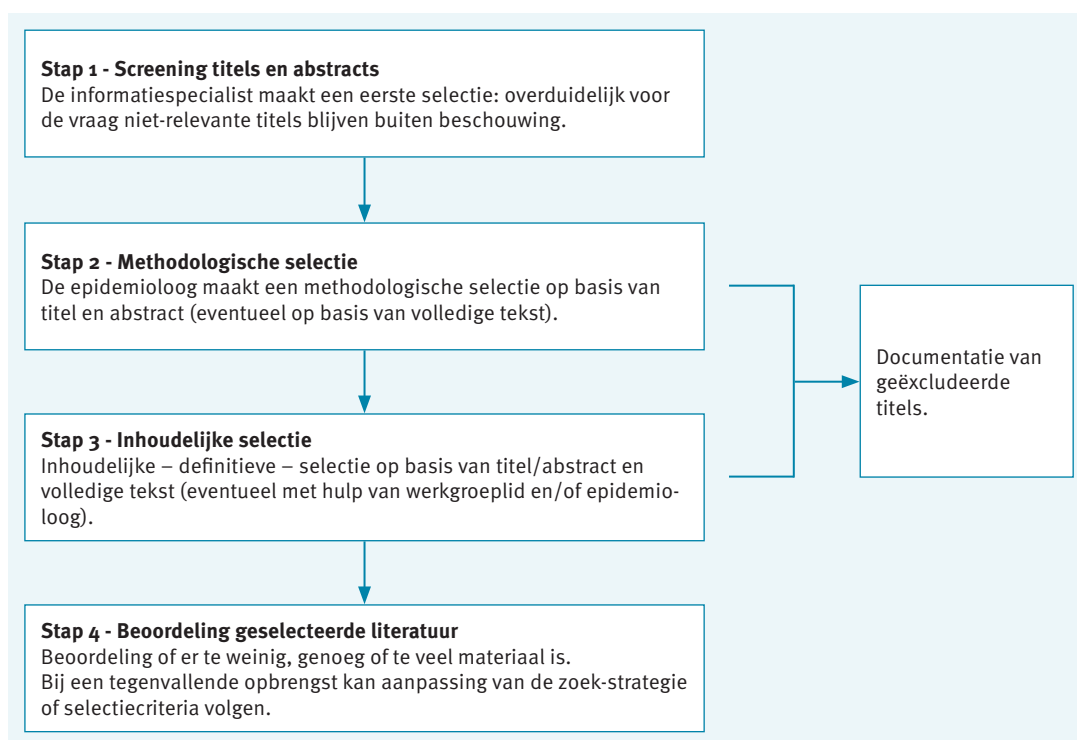 Stap 1 - Screening titels en abstracts
De informatiespecialist maakt een eerste selectie: overduidelijk voor
de vraag niet-relevante titels blijven buiten beschouwing.
Stap 2 - Methodologische selectie
De epidemioloog maakt een methodologische selectie op basis van
titel en abstract (eventueel op basis van volledige tekst).
Stap 3 - Inhoudelijke selectie
Inhoudelijke – definitieve – selectie op basis van titel/abstract en
volledige tekst (eventueel met hulp van werkgroeplid en/of epidemio-
loog).
Documentatie van
geëxcludeerde
titels.
Stap 4 - Beoordeling geselecteerde literatuur
Beoordeling of er te weinig, genoeg of te veel materiaal is.
Bij een tegenvallende opbrengst kan aanpassing van de zoek-strategie
of selectiecriteria volgen.